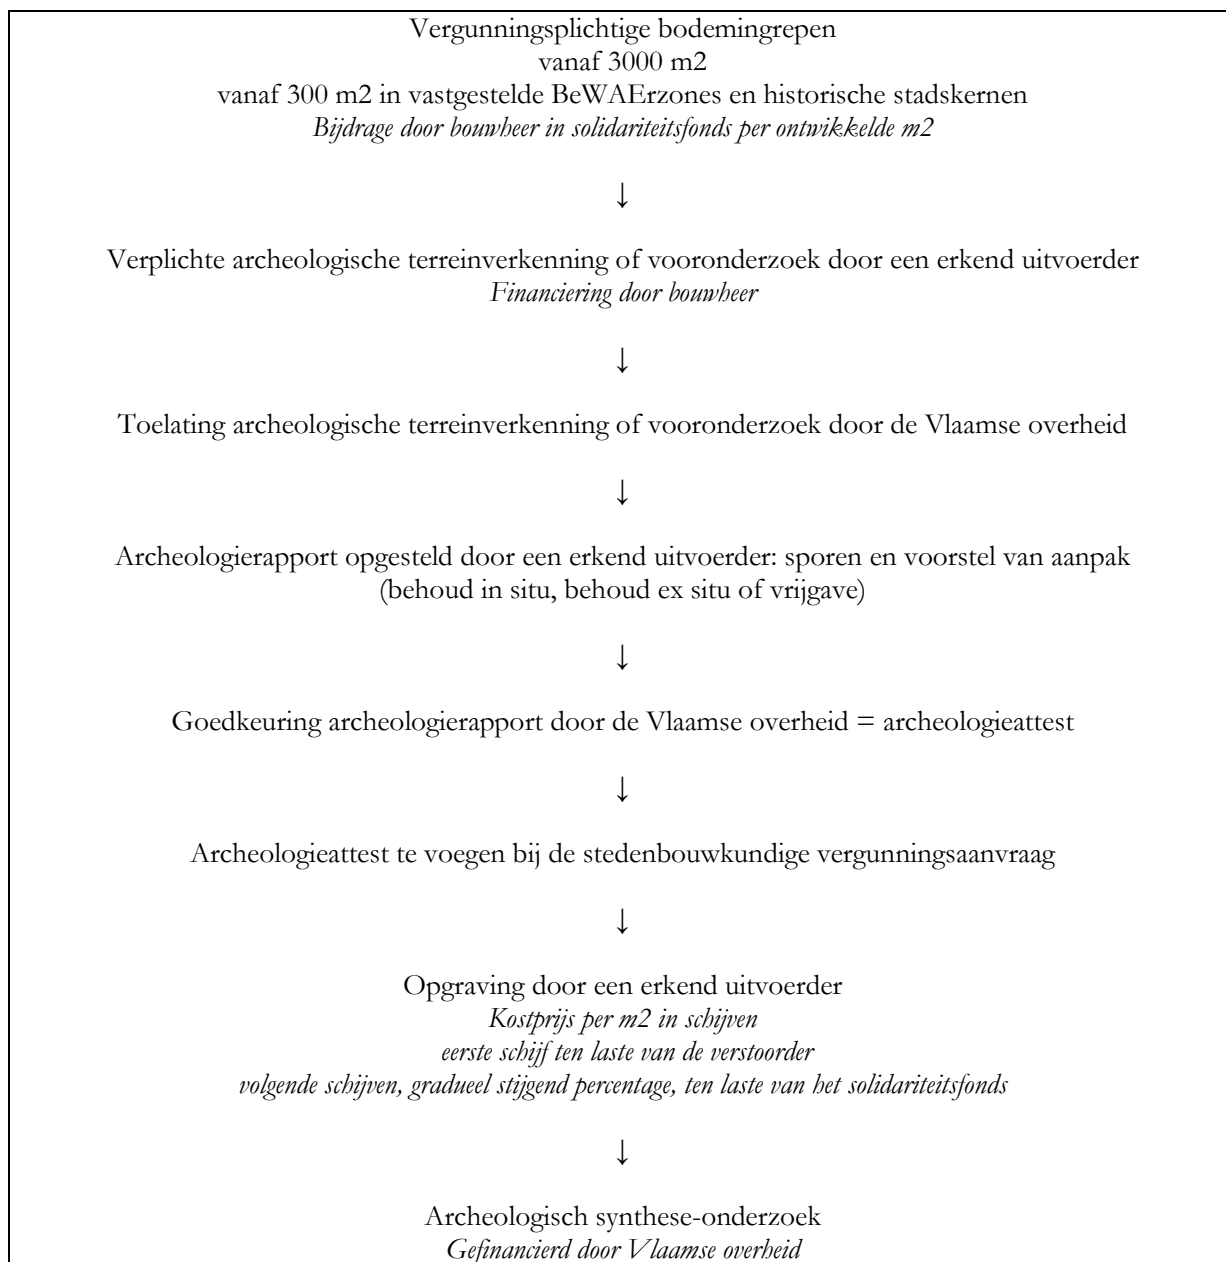 Vergunningsplichtige bodemingrepen
vanaf 3000 m2
vanaf 300 m2 in vastgestelde BeWAErzones en historische stadskernen
Bijdrage door bouwheer in solidariteitsfonds per ontwikkelde m2
↓
Verplichte archeologische terreinverkenning of vooronderzoek door een erkend uitvoerder
Financiering door bouwheer
↓
Toelating archeologische terreinverkenning of vooronderzoek door de Vlaamse overheid
↓
Archeologierapport opgesteld door een erkend uitvoerder: sporen en voorstel van aanpak
(behoud in situ, behoud ex situ of vrijgave)
↓
Goedkeuring archeologierapport door de Vlaamse overheid = archeologieattest
↓
Archeologieattest te voegen bij de stedenbouwkundige vergunningsaanvraag
↓
Opgraving door een erkend uitvoerder
Kostprijs per m2 in schijven
eerste schijf ten laste van de verstoorder
volgende schijven, gradueel stijgend percentage, ten laste van het solidariteitsfonds
↓
Archeologisch synthese-onderzoek
Gefinancierd door Vlaamse overheid